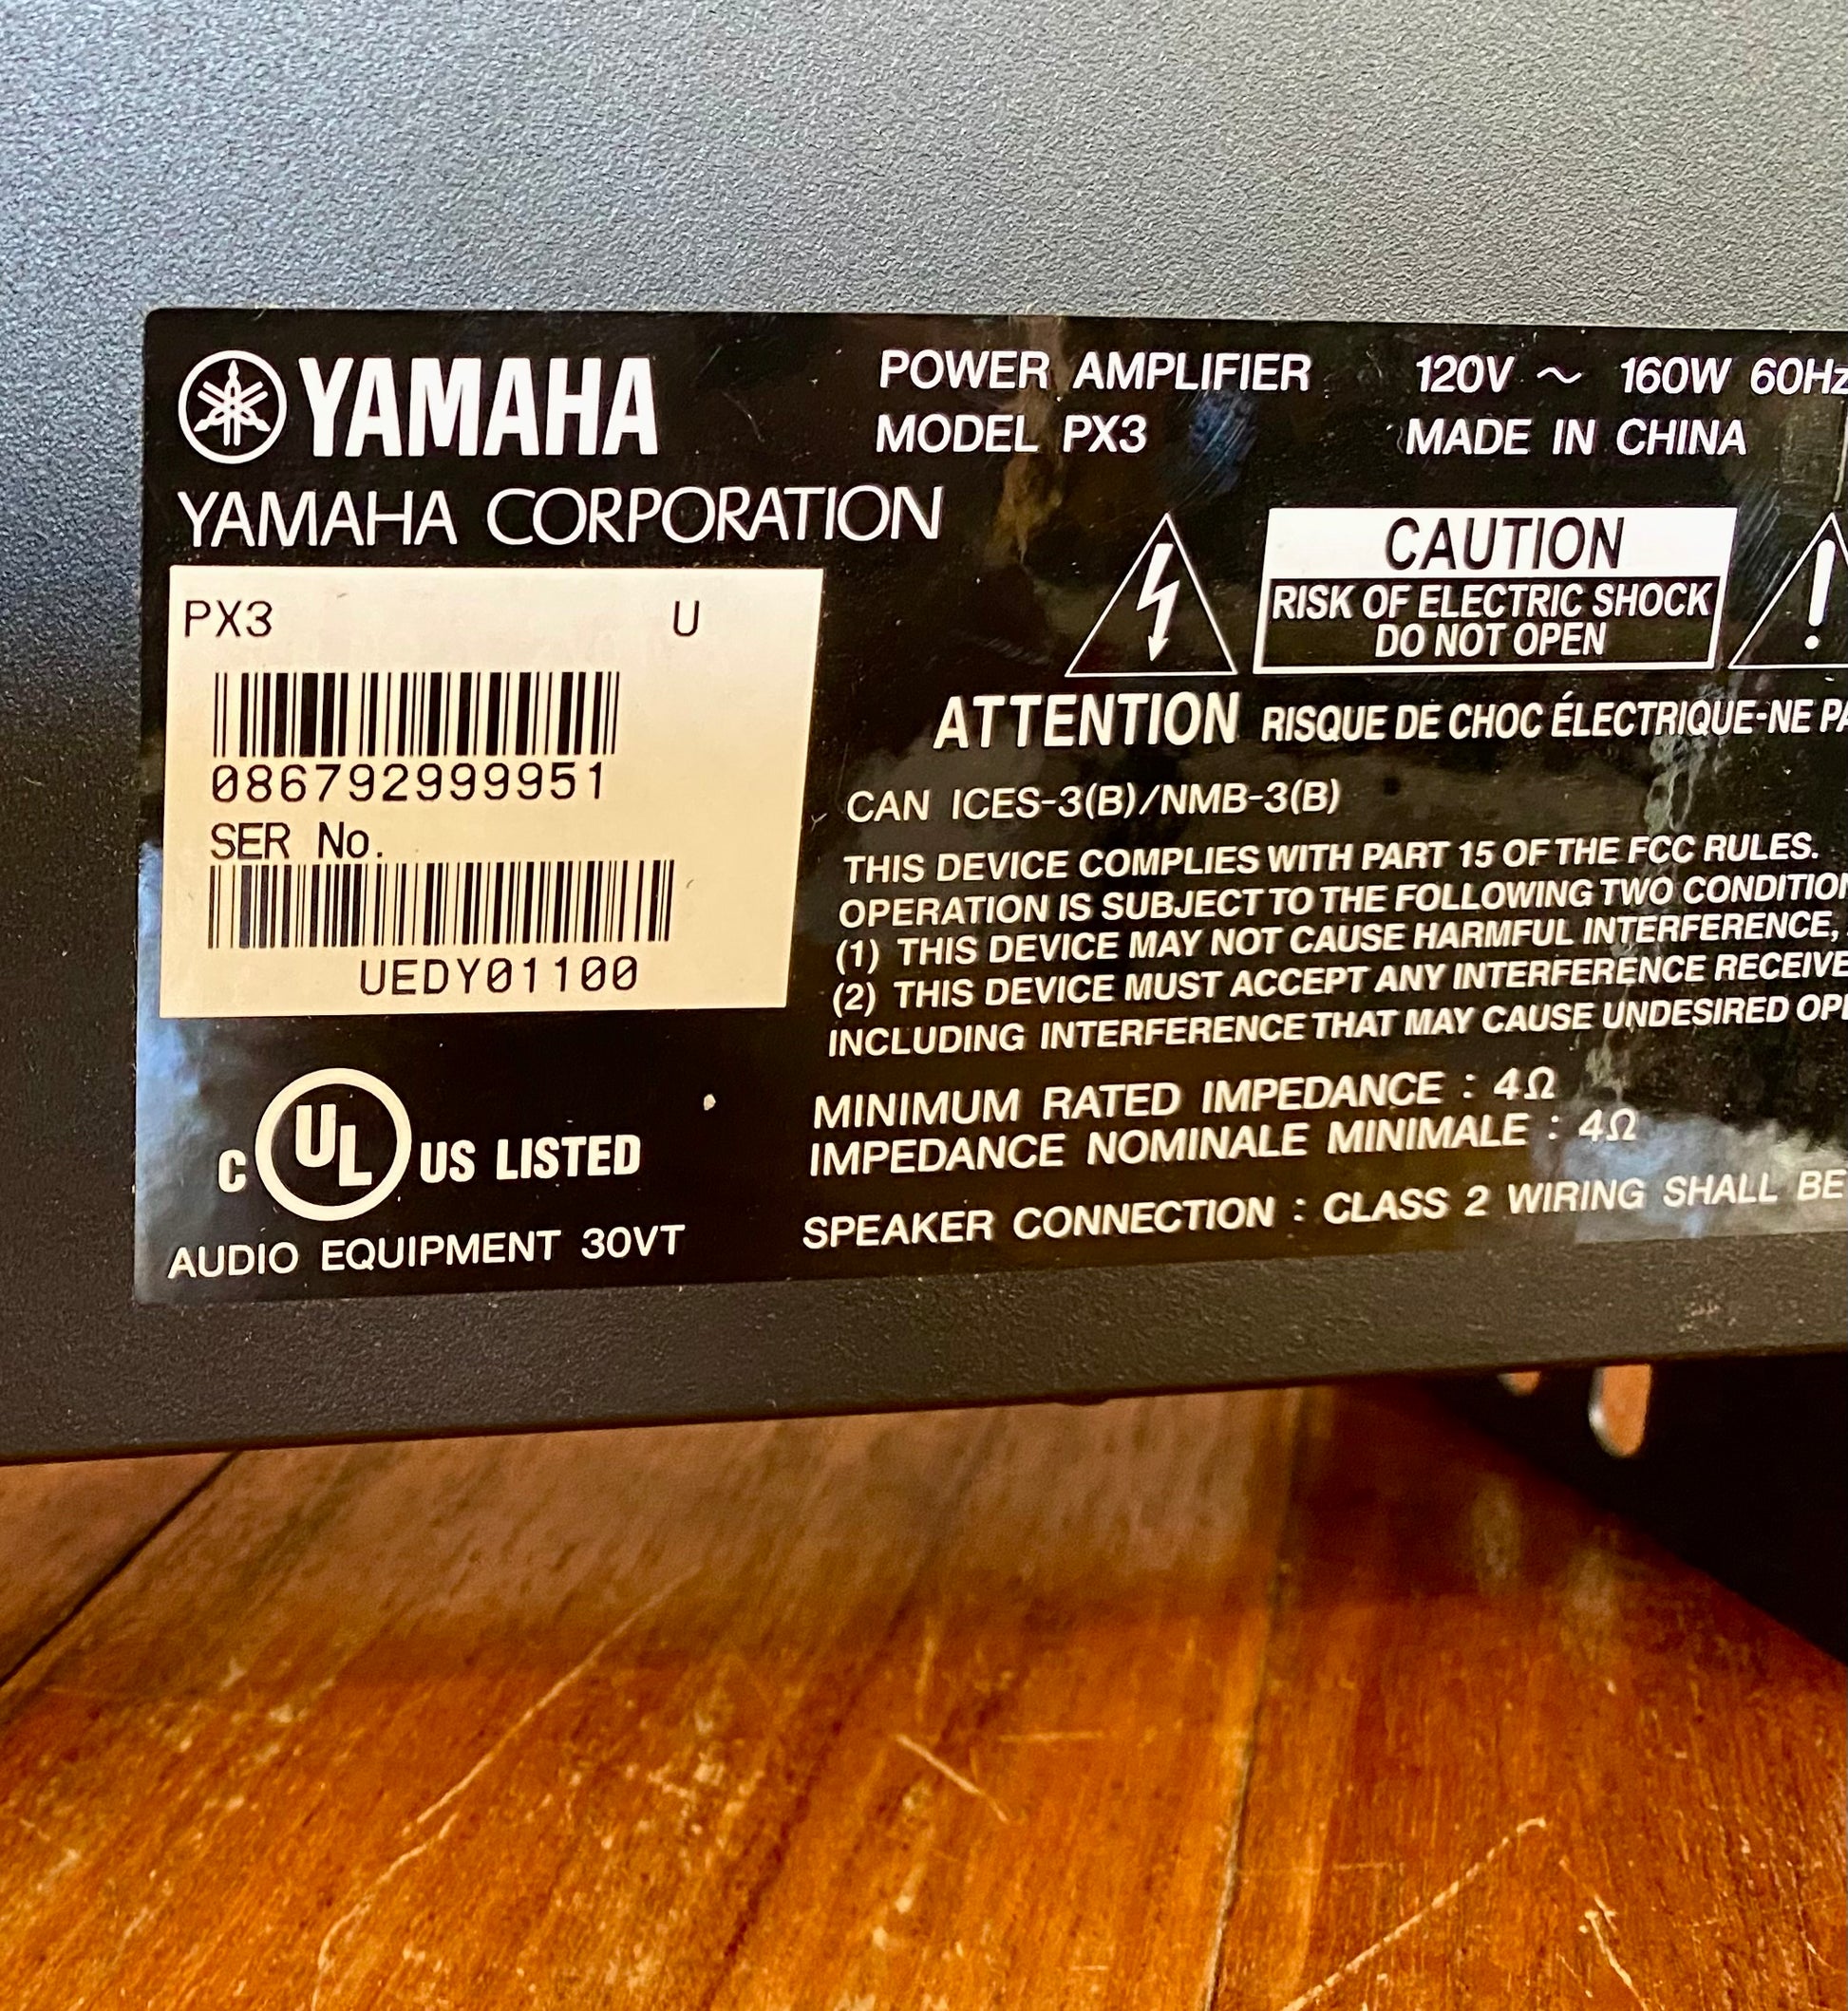 YAMAHA
YAMAHA CORPORATION
POWER AMPLIFIER
MODEL PX3
120V ~ 160W 60Hz
MADE IN CHINA
PX3 U
086792999951
SER No.
UEDY01100
CAUTION
RISK OF ELECTRIC SHOCK
DO NOT OPEN
ATTENTION RISQUE DE CHOC ÉLECTRIQUE-NE
CAN ICES-3(B)/NMB-3(B)
THIS DEVICE COMPLIES WITH PART 15 OF THE FCC RULES.
OPERATION IS SUBJECT TO THE FOLLOWING TWO
(1) THIS DEVICE MAY NOT CAUSE HARMFUL INTERFERENCE,
(2) THIS DEVICE MUST ACCEPT ANY INTERFERENCE
INCLUDING INTERFERENCE THAT MAY CAUSE UNDESIRED
MINIMUM RATED IMPEDANCE : 4Ω
IMPEDANCE NOMINALE MINIMALE : 4Ω
SPEAKER CONNECTION : CLASS 2 WIRING SHALL BE
C UL US LISTED
AUDIO EQUIPMENT 30VT